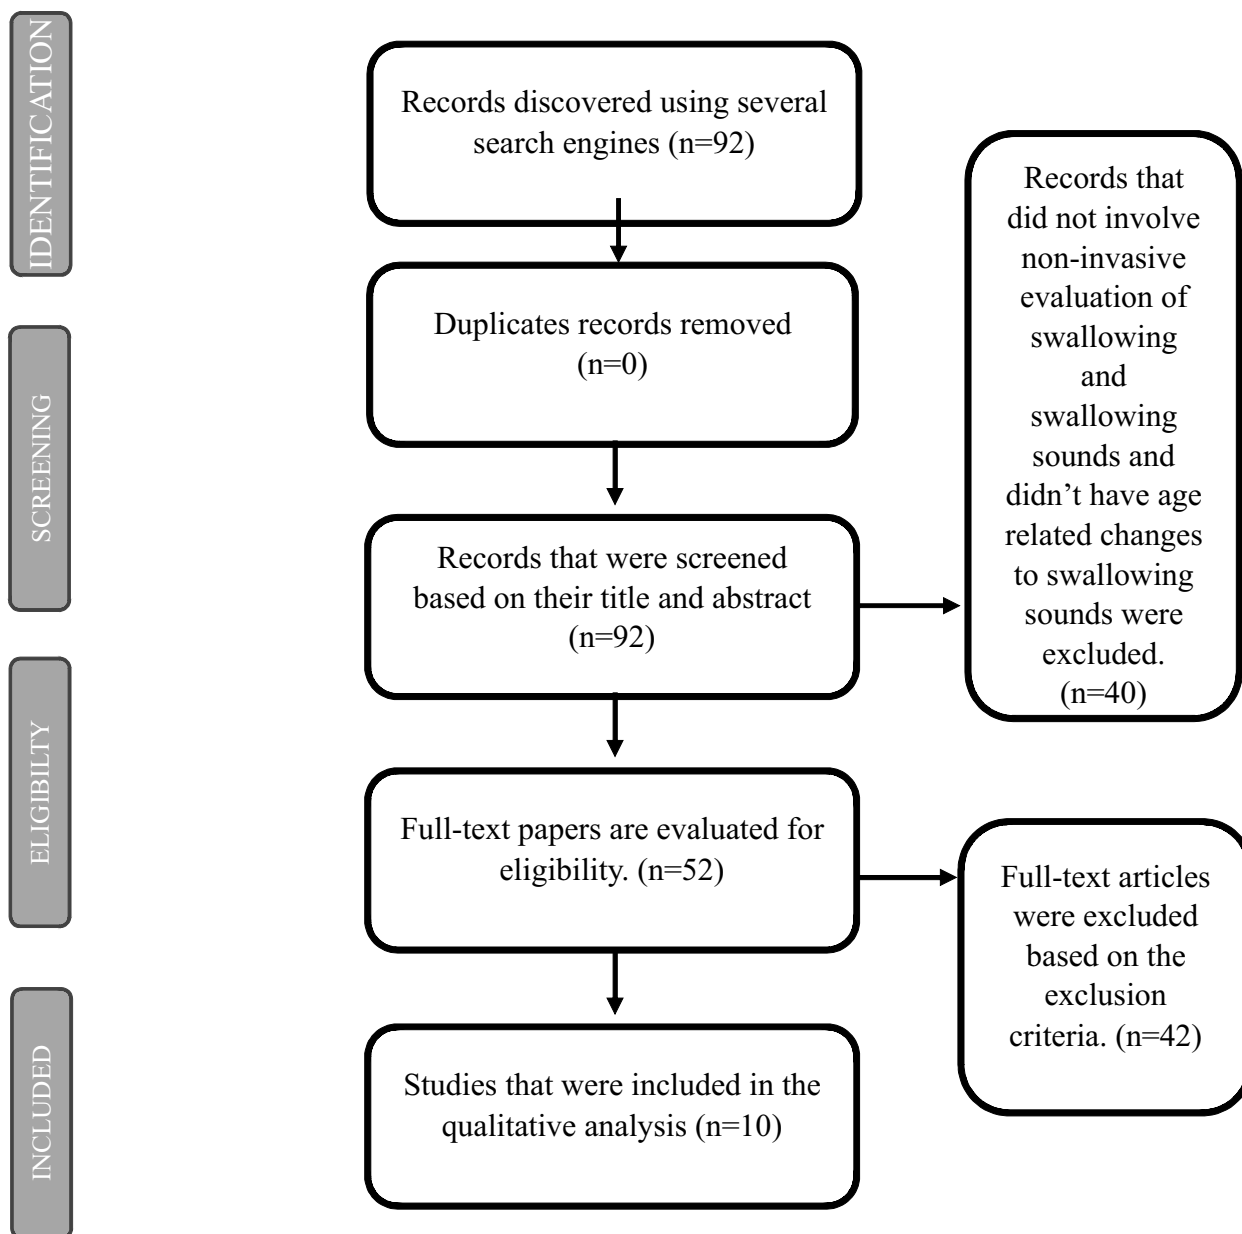 IDENTIFICATION
Records discovered using several
search engines (n=92)
Duplicates records removed
(n=0)
SCREENING
Records that were screened
based on their title and abstract
(n=92)
Records that
did not involve
non-invasive
evaluation of
swallowing
and
swallowing
sounds and
didn’t have age
related changes
to swallowing
sounds were
excluded.
(n=40)
ELIGIBILTY
Full-text papers are evaluated for
eligibility. (n=52)
Full-text articles
were excluded
based on the
exclusion
criteria. (n=42)
INCLUDED
Studies that were included in the
qualitative analysis (n=10)